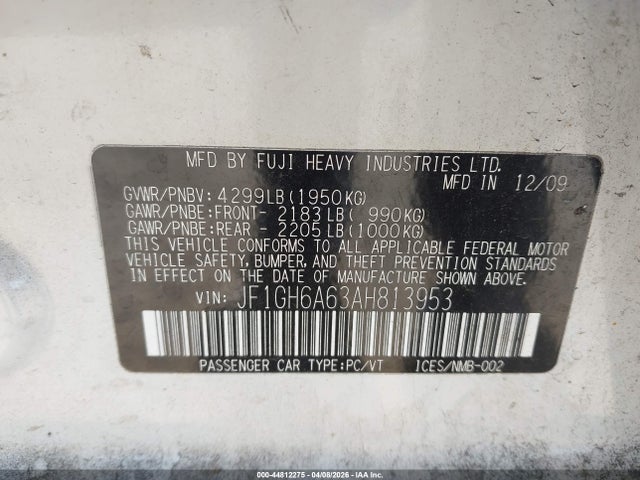 MFD BY FUJI HEAVY INDUSTRIES LTD.
MFD IN 12/09
GVWR/PNBV: 4299LB(1950KG)
GAWR/PNBE:FRONT- 2183LB( 990KG)
GAWR/PNBE:REAR - 2205LB(1000KG)
THIS VEHICLE CONFORMS TO ALL APPLICABLE FEDERAL MOTOR
VEHICLE SAFETY, BUMPER, AND THEFT PREVENTION STANDARDS
IN EFFECT ON THE DATE OF MANUFACTURE SHOWN ABOVE.
VIN: JF1GH6A63AH813953
PASSENGER CAR TYPE:PC/VT ICES/NMB-002
000-44812275 - 04/08/2026 - IAA Inc.